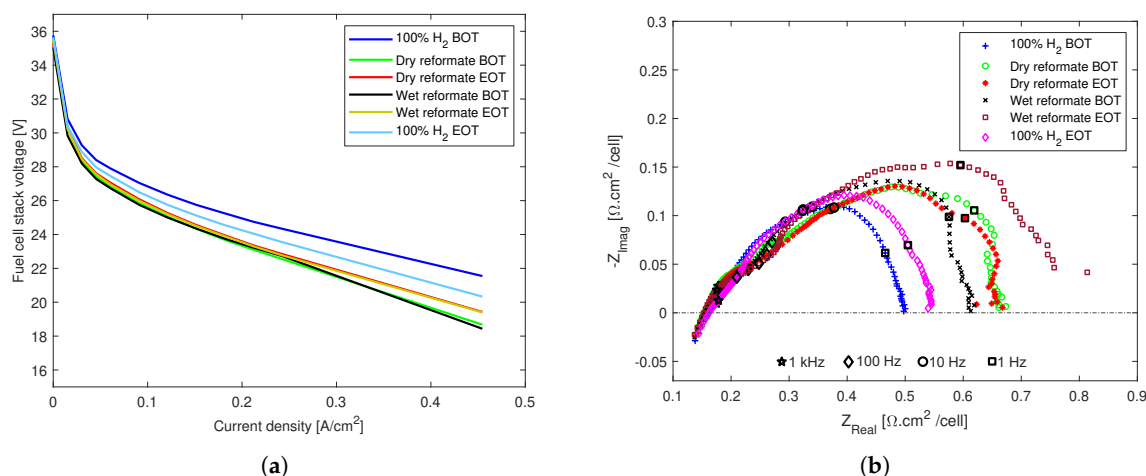 36
34
32
30
28
26
24
22
20
18
16
Fuel cell stack voltage [V]
0
0.1
0.2
0.3
0.4
0.5
Current density [A/cm²]
100% H₂ BOT
Dry reformate BOT
Dry reformate EOT
Wet reformate BOT
Wet reformate EOT
100% H₂ EOT
(a)
0.3
0.25
0.2
0.15
0.1
0.05
0
-0.05
-Z_mag [Ω.cm² /cell]
0.1
0.2
0.3
0.4
0.5
0.6
0.7
0.8
0.9
Z_Real [Ω.cm² /cell]
100% H₂ BOT
Dry reformate BOT
Dry reformate EOT
Wet reformate BOT
Wet reformate EOT
100% H₂ EOT
1 kHz 100 Hz 10 Hz 1 Hz
(b)